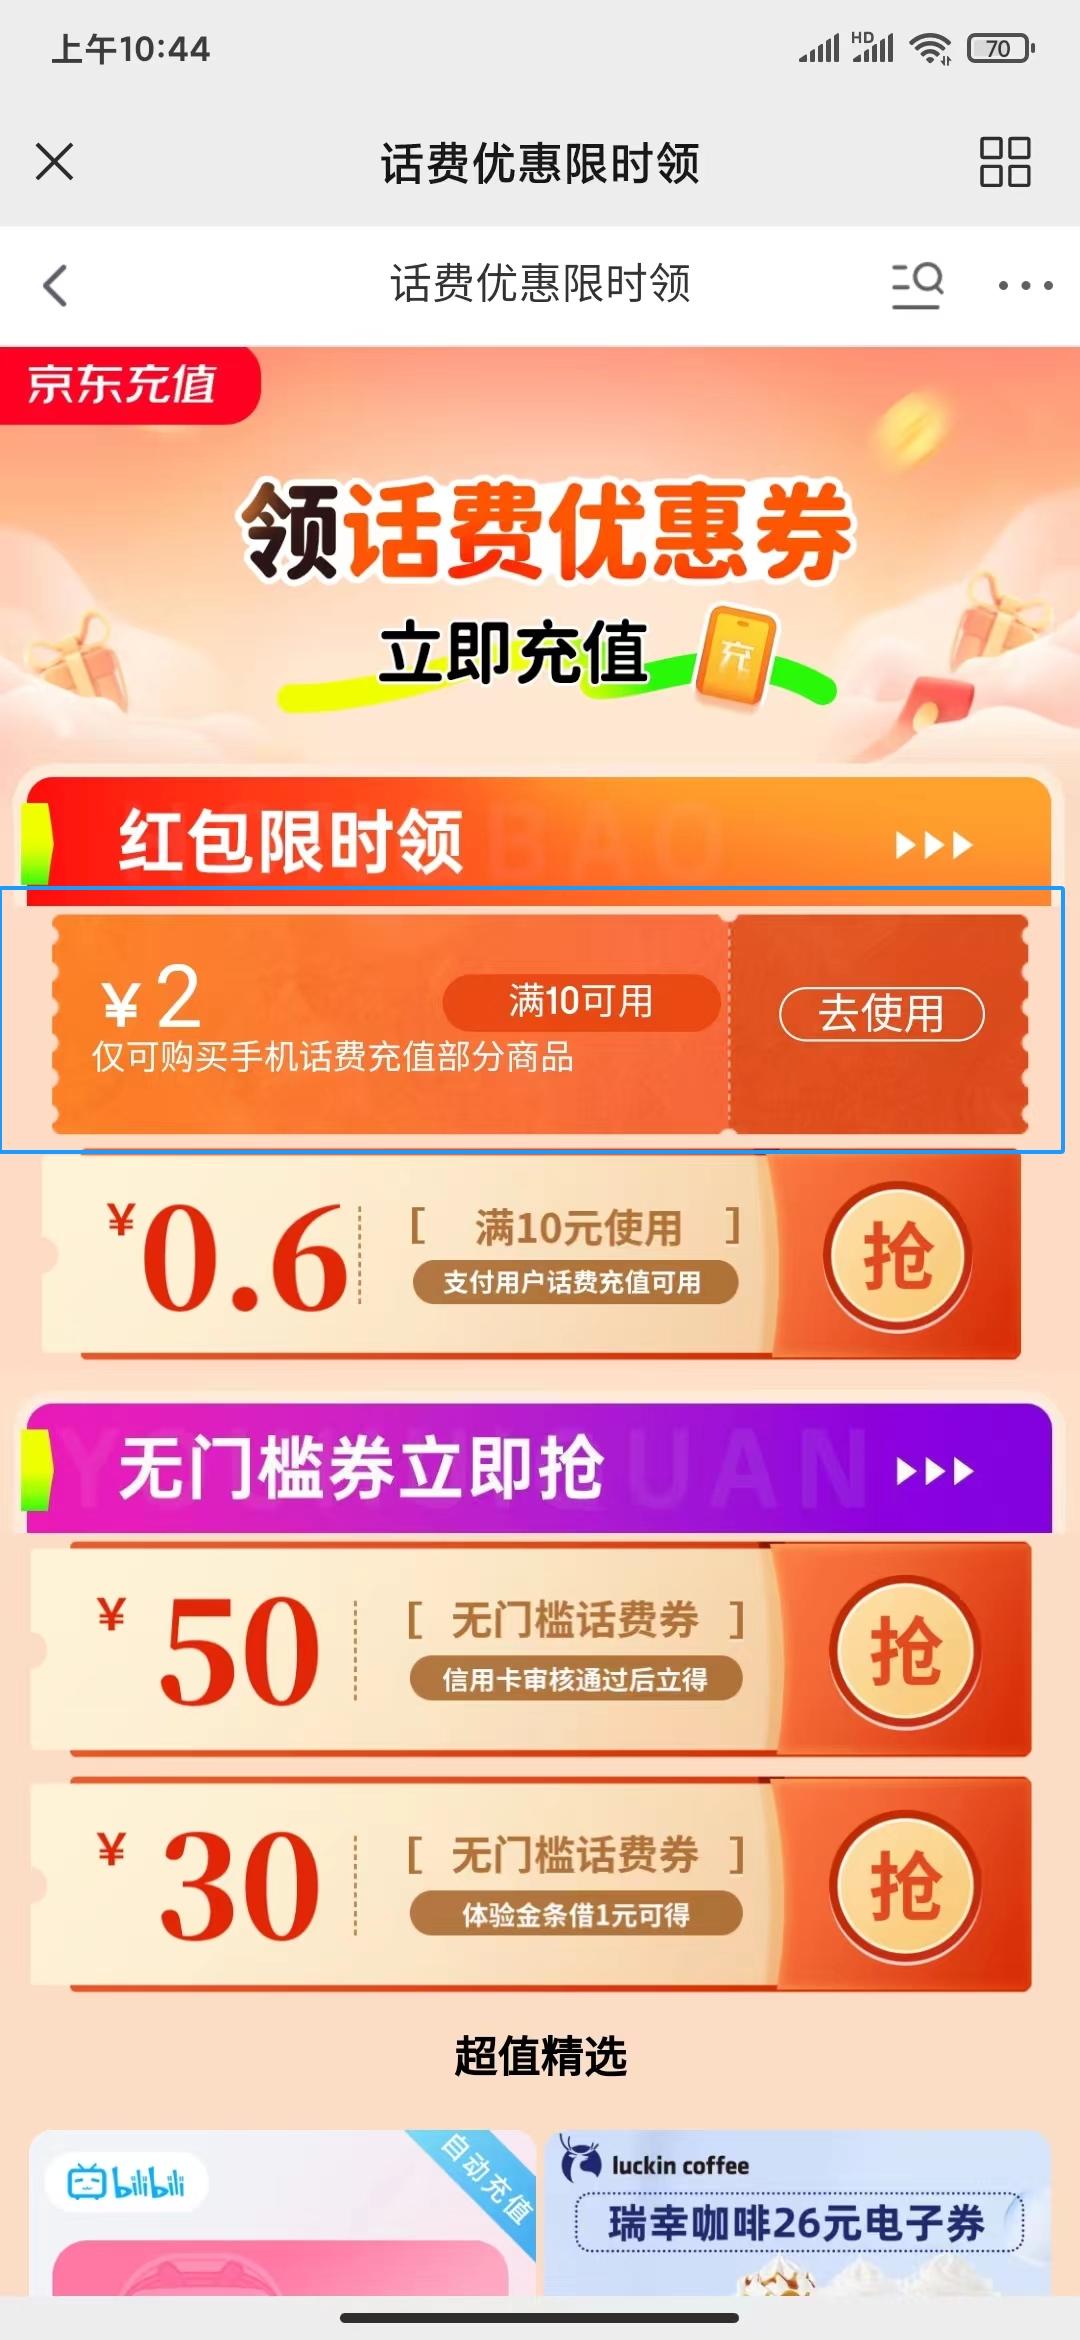 上午10:44
HD
70
话费优惠限时领
话费优惠限时领
京东充值
领话费优惠券
立即充值
充
红包限时领
BAO
¥2
满10可用
去使用
仅可购买手机话费充值部分商品
¥0.6
[ 满10元使用 ]
支付用户话费充值可用
抢
无门槛券立即抢
¥ 50
[ 无门槛话费券 ]
信用卡审核通过后立得
抢
¥ 30
[ 无门槛话费券 ]
体验金条借1元可得
抢
超值精选
bilibili
自动充值
luckin coffee
瑞幸咖啡26元电子券